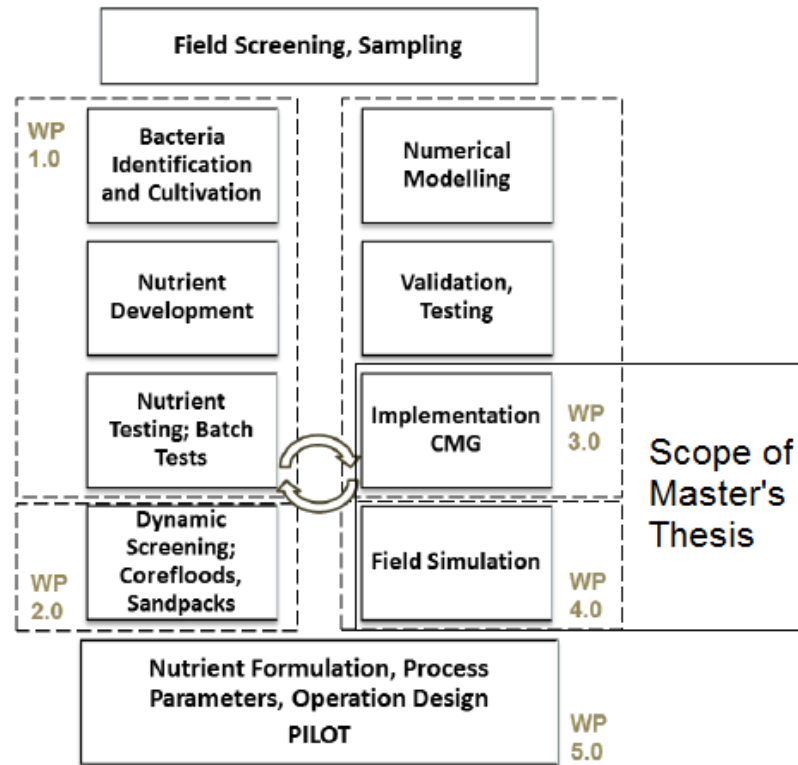 Field Screening, Sampling
WP
1.0
Bacteria
Identification
and Cultivation
Nutrient
Development
Nutrient
Testing; Batch
Tests
Numerical
Modelling
Validation,
Testing
Implementation
CMG
WP
3.0
Scope of
Master's
Thesis
WP
2.0
Dynamic
Screening;
Corefloods,
Sandpacks
Field Simulation
WP
4.0
Nutrient Formulation, Process
Parameters, Operation Design
PILOT
WP
5.0